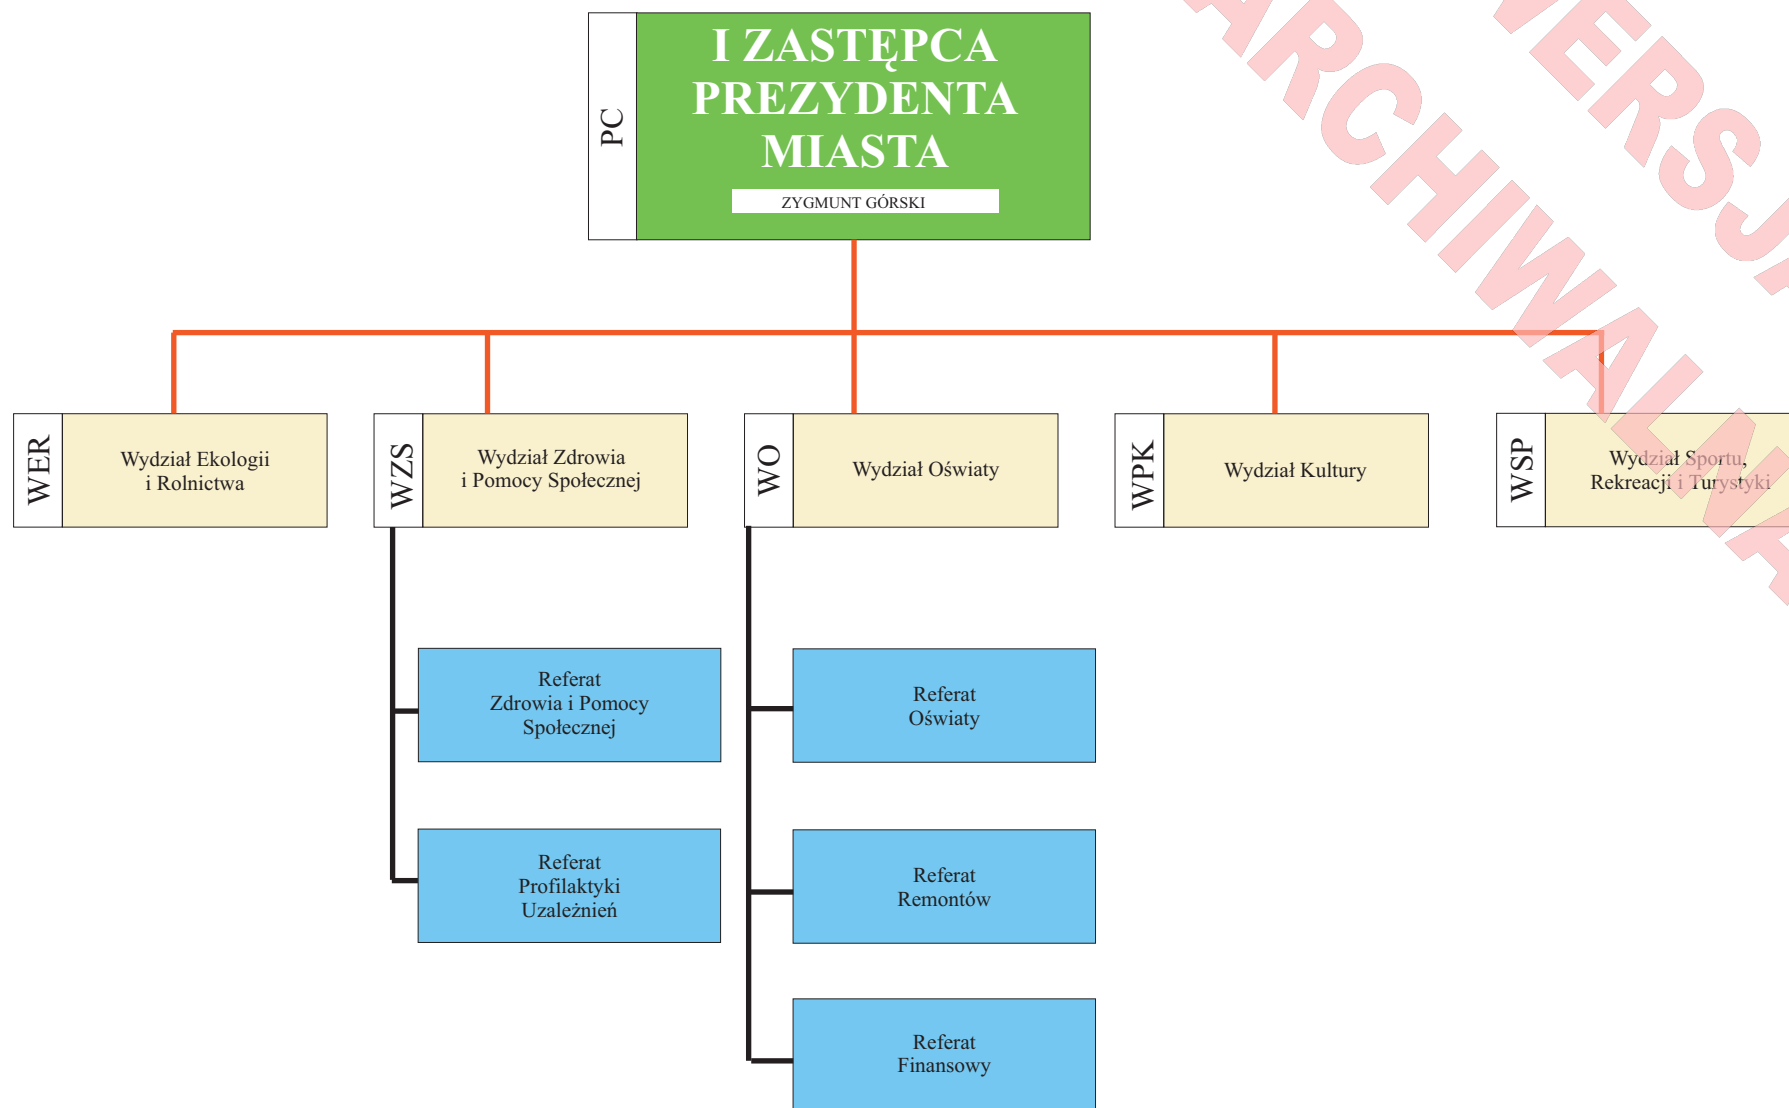 PC
I ZASTĘPCA
PREZYDENTA
MIASTA
ZYGMUNT GÓRSKI
WERSJA
ARCHIWALNA
WER
Wydział Ekologii
i Rolnictwa
WZS
Wydział Zdrowia
i Pomocy Społecznej
WO
Wydział Oświaty
WPK
Wydział Kultury
WSP
Wydział Sportu,
Rekreacji i Turystyki
Referat
Zdrowia i Pomocy
Społecznej
Referat
Oświaty
Referat
Profilaktyki
Uzależnień
Referat
Remontów
Referat
Finansowy